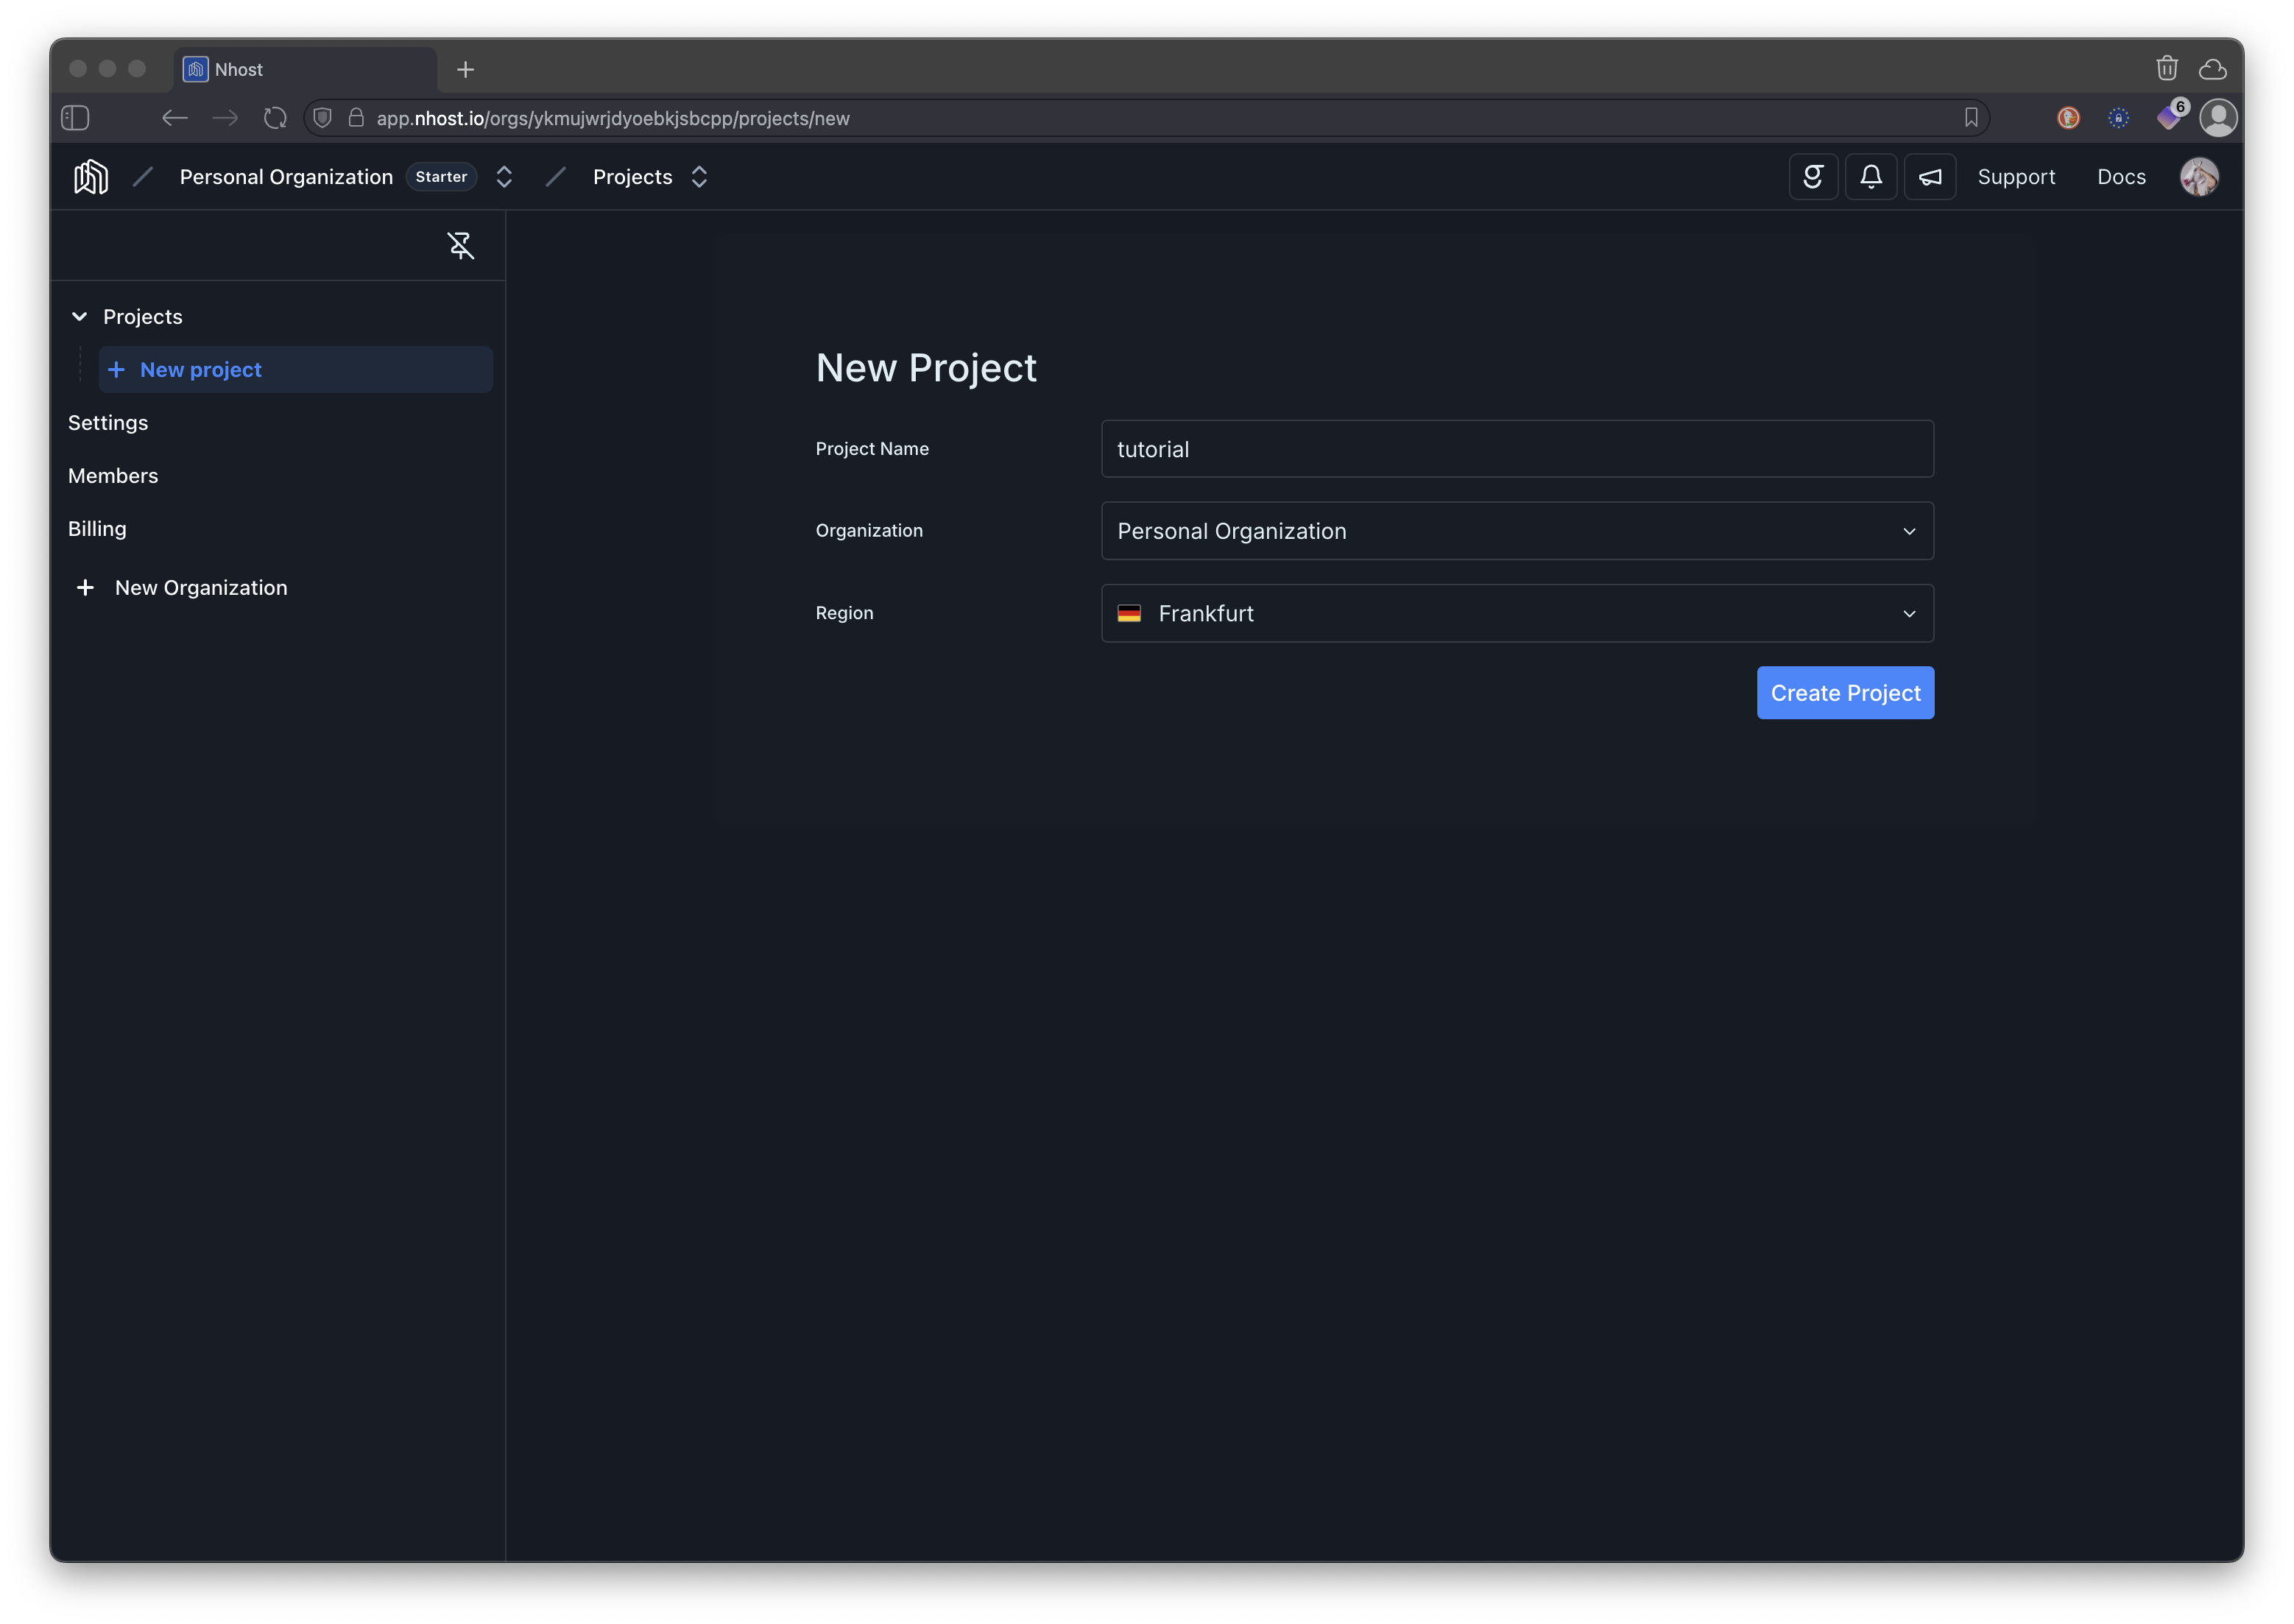 Nhost
app.nhost.io/orgs/ykmujwrjdyoebkjsbcpp/projects/new
6
Personal Organization Starter Projects Support Docs
Projects
New project
Settings
Members
Billing
New Organization
New Project
Project Name tutorial
Organization Personal Organization
Region Frankfurt
Create Project